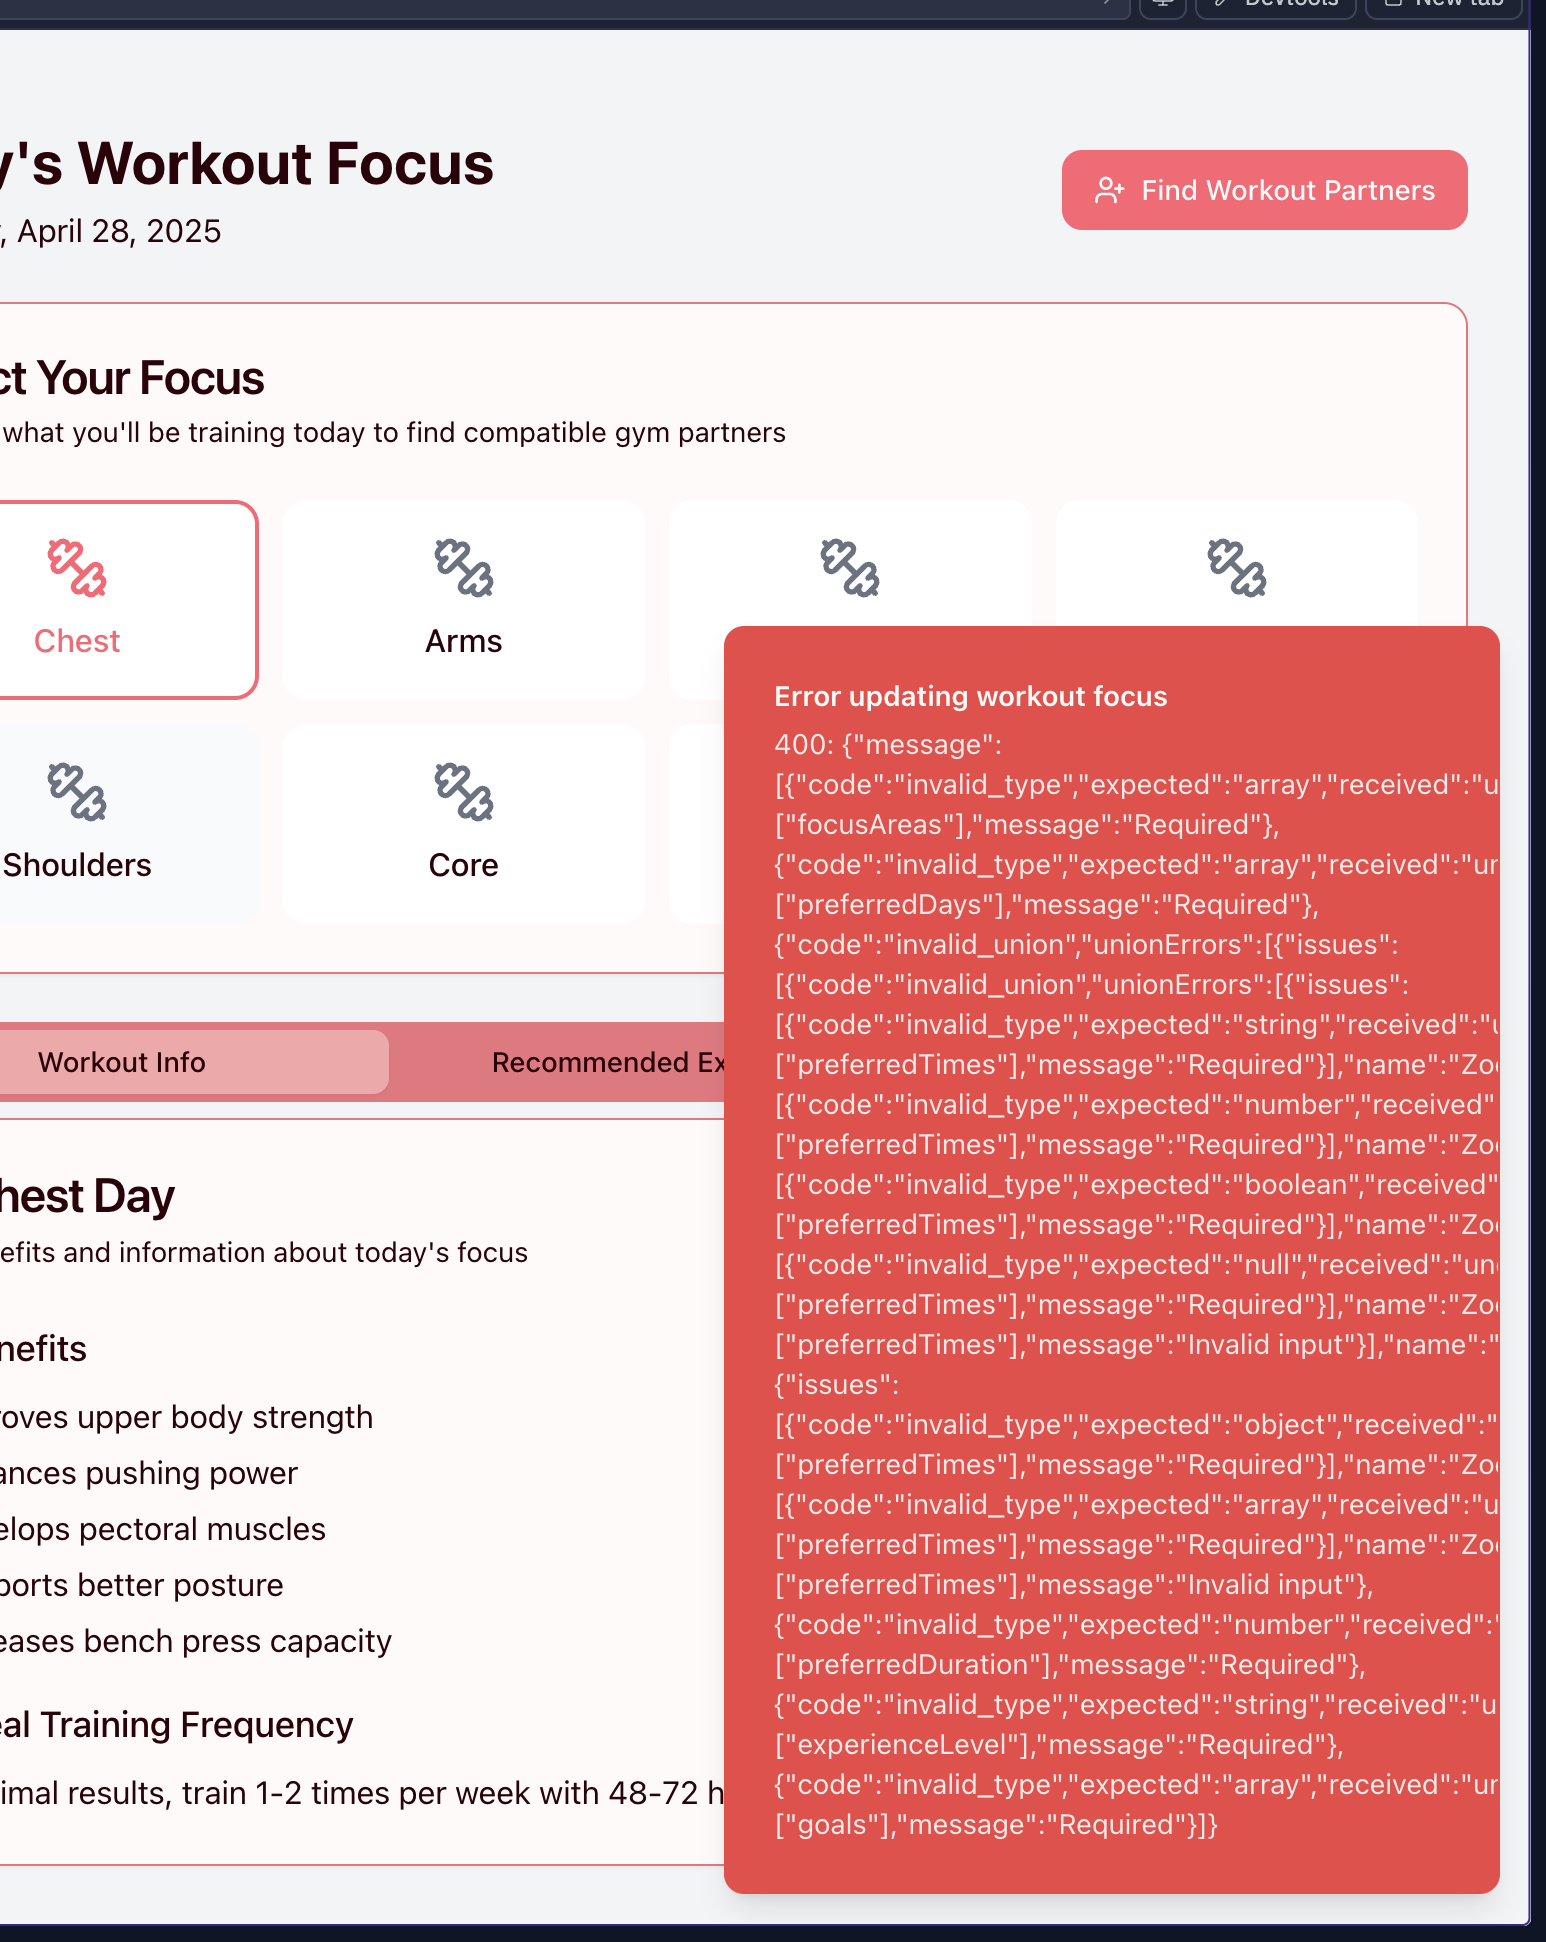 Devtools
New tab
y's Workout Focus
, April 28, 2025
Find Workout Partners
ct Your Focus
what you'll be training today to find compatible gym partners
Chest
Arms
Shoulders
Core
Workout Info
Recommended Ex
hest Day
efits and information about today's focus
nefits
roves upper body strength
ances pushing power
elops pectoral muscles
ports better posture
eases bench press capacity
al Training Frequency
imal results, train 1-2 times per week with 48-72 h
Error updating workout focus
400: {"message":
[{"code":"invalid_type","expected":"array","received":"u
["focusAreas"],"message":"Required"},
{"code":"invalid_type","expected":"array","received":"un
["preferredDays"],"message":"Required"},
{"code":"invalid_union","unionErrors":[{"issues":
[{"code":"invalid_union","unionErrors":[{"issues":
[{"code":"invalid_type","expected":"string","received":"u
["preferredTimes"],"message":"Required"}],"name":"Zo
[{"code":"invalid_type","expected":"number","received"
["preferredTimes"],"message":"Required"}],"name":"Zo
[{"code":"invalid_type","expected":"boolean","received"
["preferredTimes"],"message":"Required"}],"name":"Zo
[{"code":"invalid_type","expected":"null","received":"un
["preferredTimes"],"message":"Required"}],"name":"Zo
["preferredTimes"],"message":"Invalid input"}],"name":"
{"issues":
[{"code":"invalid_type","expected":"object","received":"
["preferredTimes"],"message":"Required"}],"name":"Zo
[{"code":"invalid_type","expected":"array","received":"u
["preferredTimes"],"message":"Required"}],"name":"Zo
["preferredTimes"],"message":"Invalid input"},
{"code":"invalid_type","expected":"number","received":"
["preferredDuration"],"message":"Required"},
{"code":"invalid_type","expected":"string","received":"u
["experienceLevel"],"message":"Required"},
{"code":"invalid_type","expected":"array","received":"un
["goals"],"message":"Required"}]}